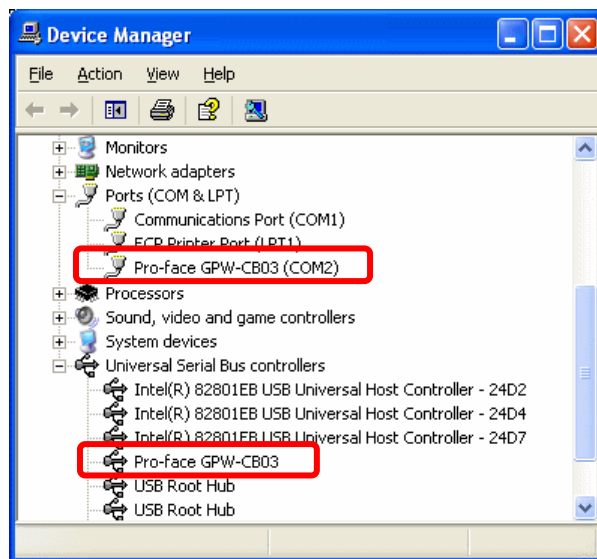 Device Manager
File Action View Help
Monitors
Network adapters
Ports (COM & LPT)
Communications Port (COM1)
ECP Printer Port (LPT1)
Pro-face GPW-CB03 (COM2)
Processors
Sound, video and game controllers
System devices
Universal Serial Bus controllers
Intel(R) 82801EB USB Universal Host Controller - 24D2
Intel(R) 82801EB USB Universal Host Controller - 24D4
Intel(R) 82801EB USB Universal Host Controller - 24D7
Pro-face GPW-CB03
USB Root Hub
USB Root Hub